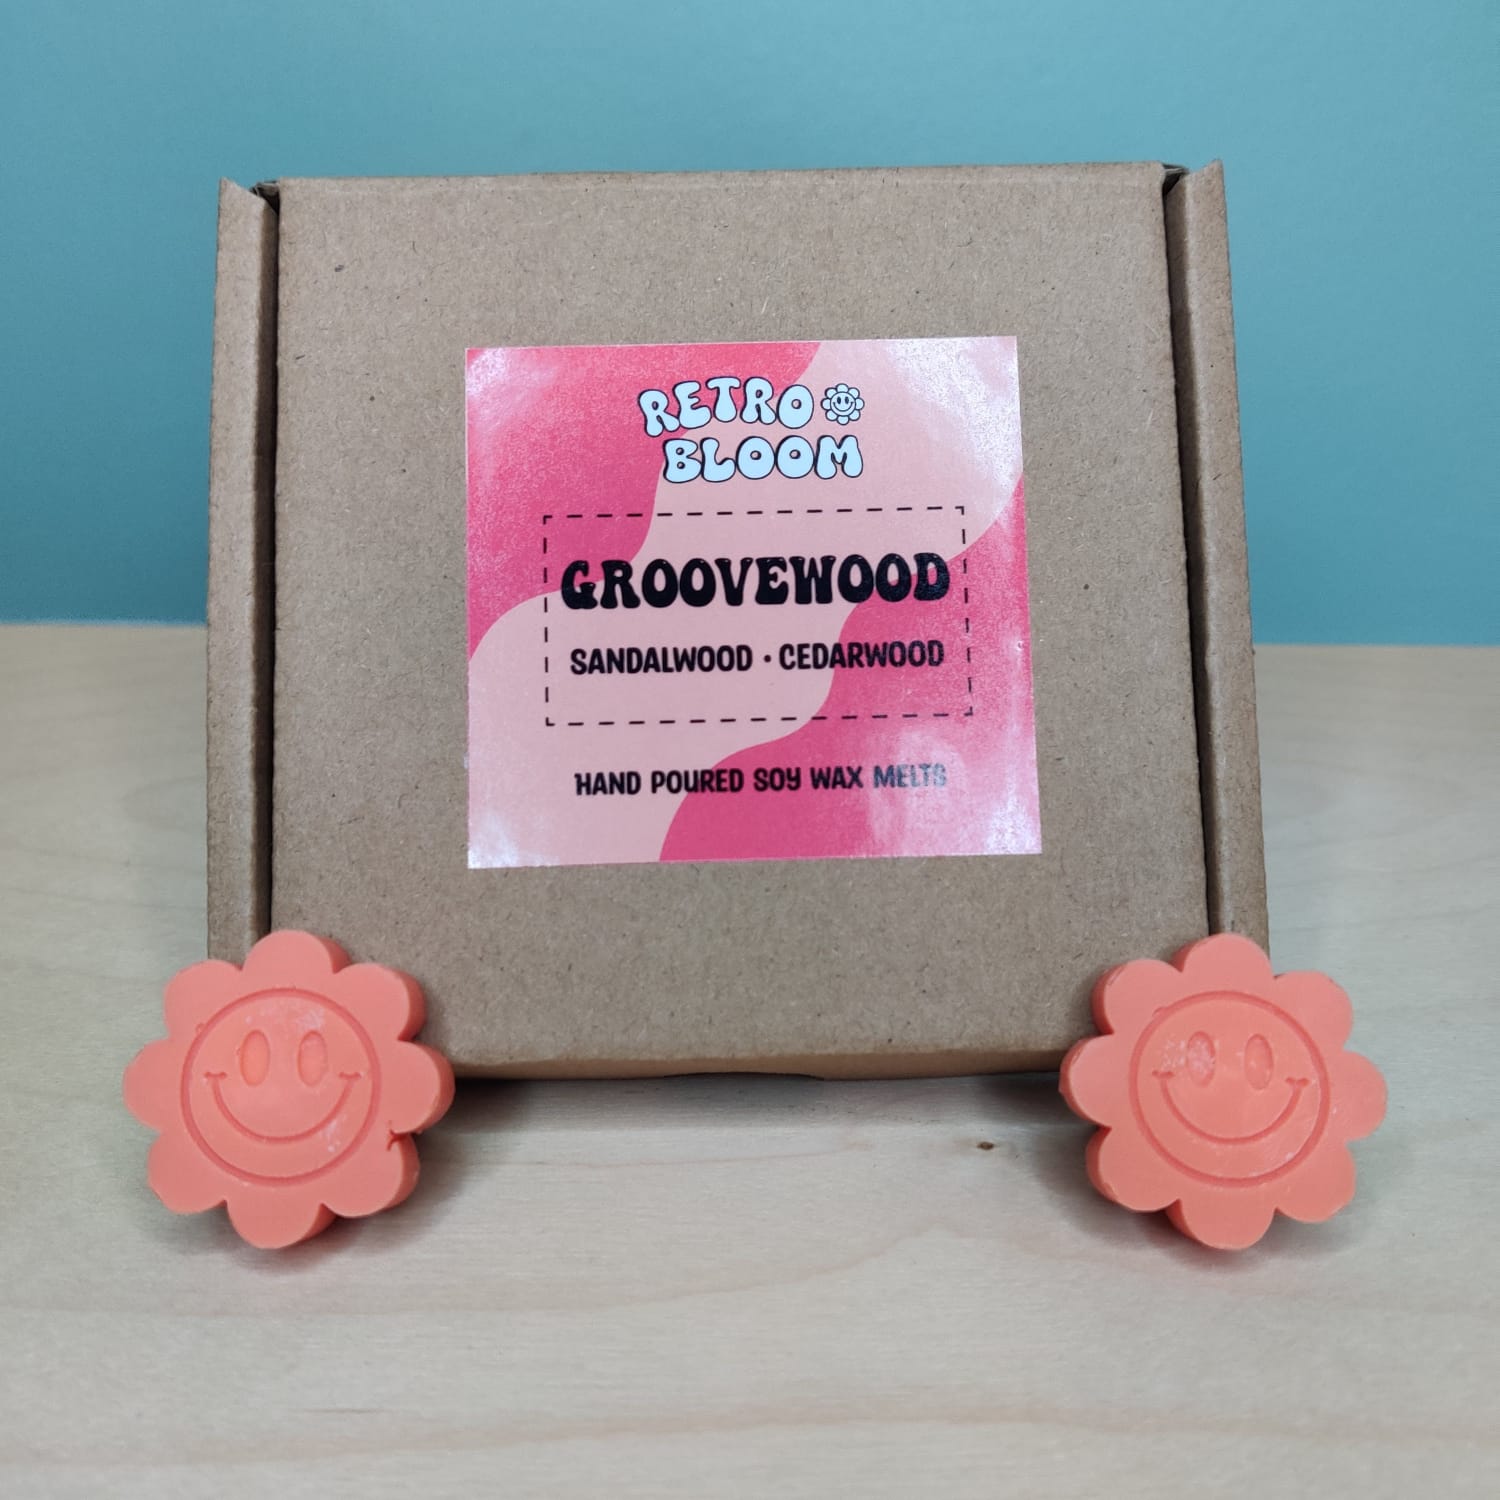 RETRO
BLOOM
GROOVEWOOD
SANDALWOOD • CEDARWOOD
HAND POURED SOY WAX MELTS